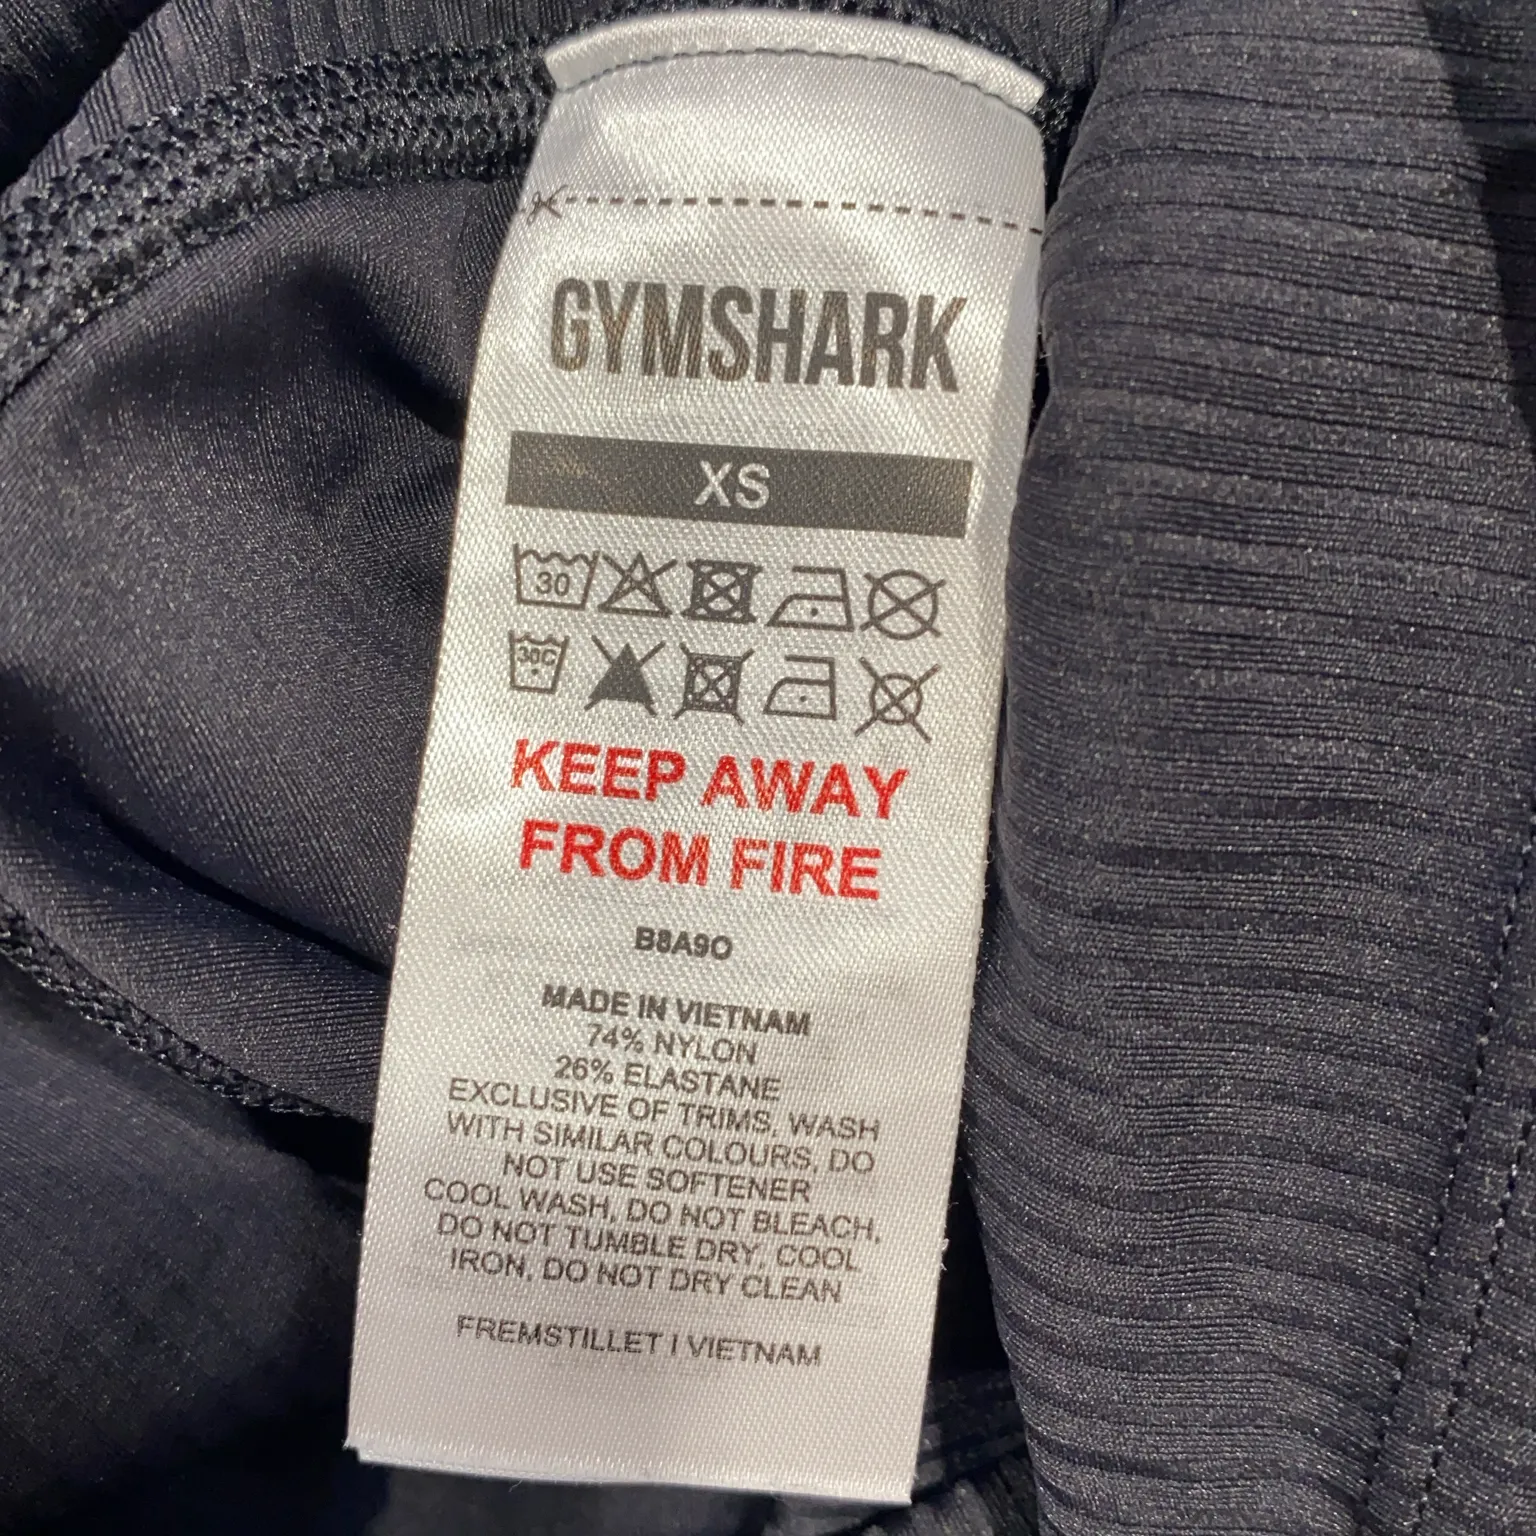 GYMSHARK
XS
30
30C
KEEP AWAY
FROM FIRE
B8A9O
MADE IN VIETNAM
74% NYLON
26% ELASTANE
EXCLUSIVE OF TRIMS, WASH
WITH SIMILAR COLOURS, DO
NOT USE SOFTENER
COOL WASH, DO NOT BLEACH,
DO NOT TUMBLE DRY, COOL
IRON, DO NOT DRY CLEAN
FREMSTILLET I VIETNAM